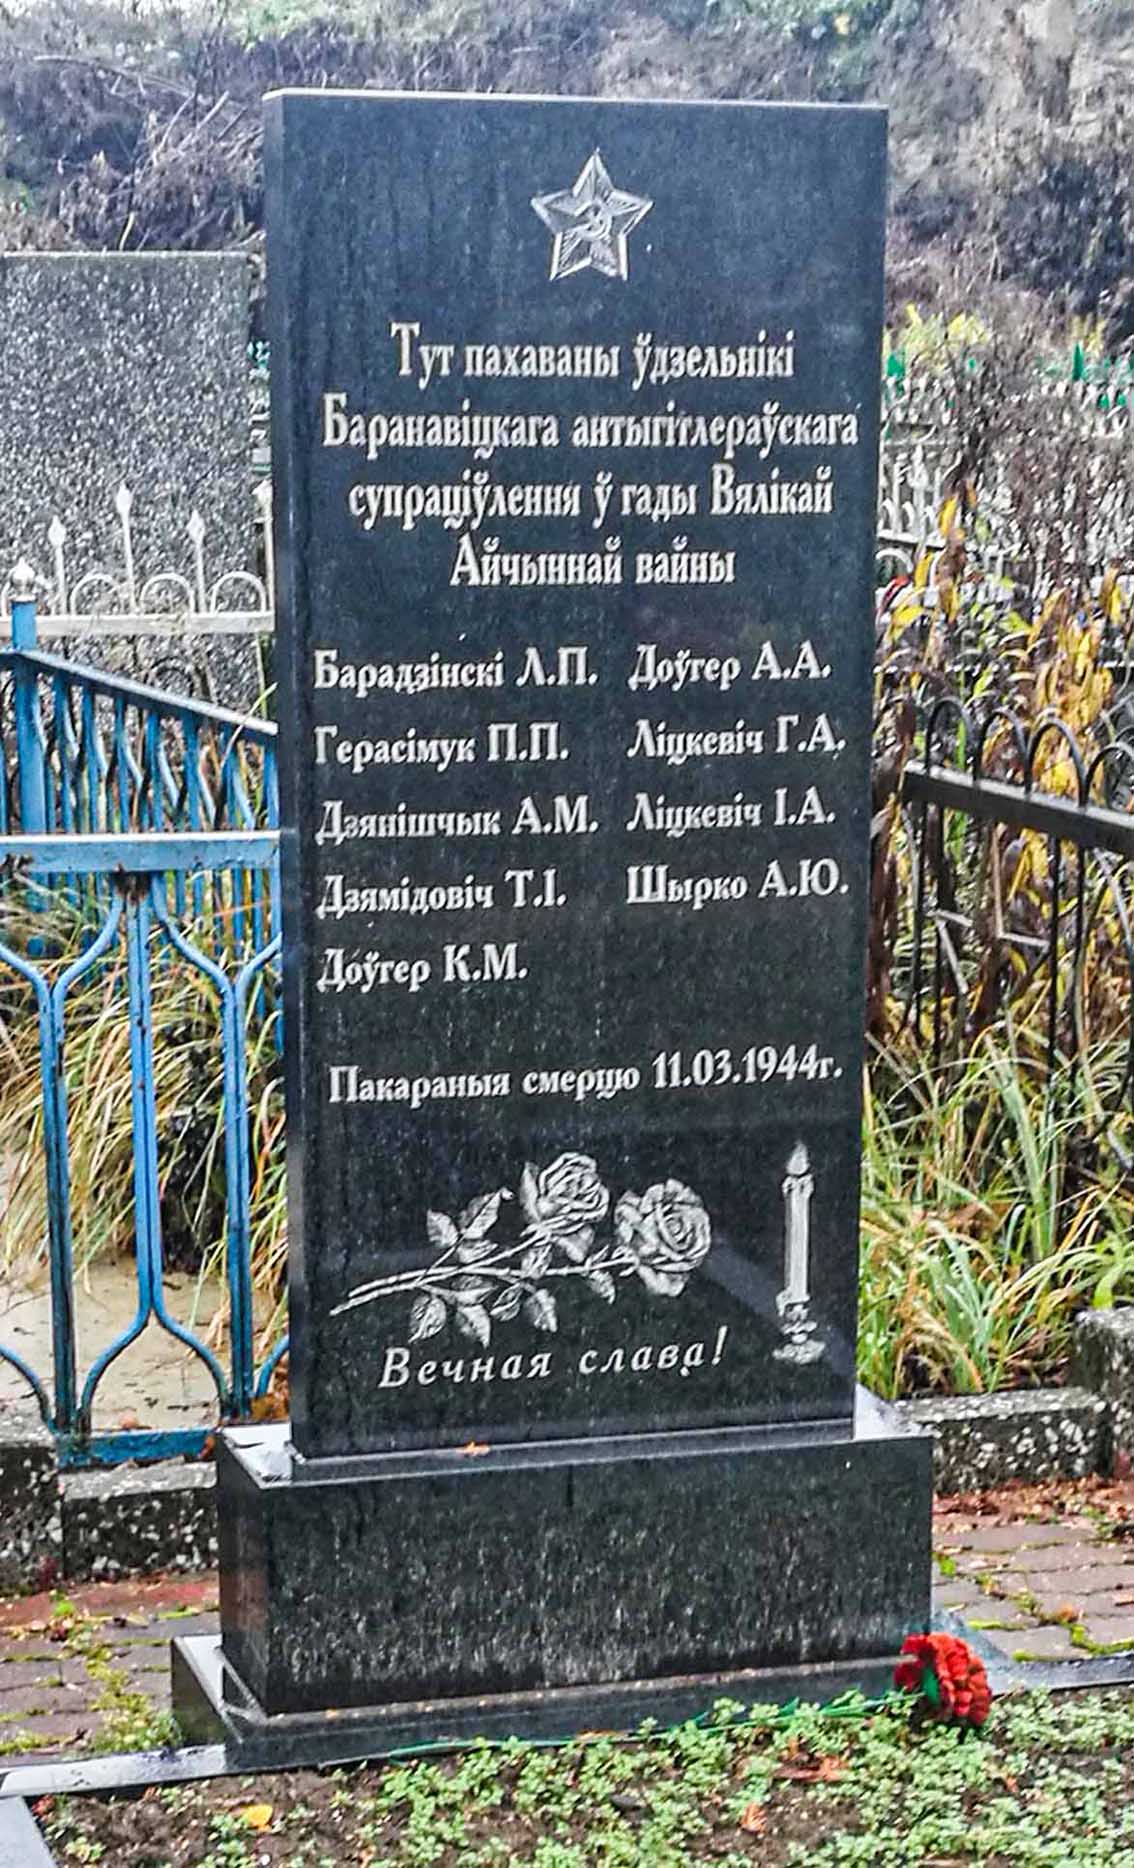 Тут пахаваны ўдзельнікі
Баранавіцкага антыгітлераўскага
супраціўлення ў гады Вялікай
Айчыннай вайны
Барадзінскі Л.П. Доўгер А.А.
Герасімук П.П. Ліцкевіч Г.А.
Дзянішчык А.М. Ліцкевіч І.А.
Дзямідовіч Т.І. Шырко А.Ю.
Доўгер К.М.
Пакараныя смерцю 11.03.1944г.
Вечная слава!